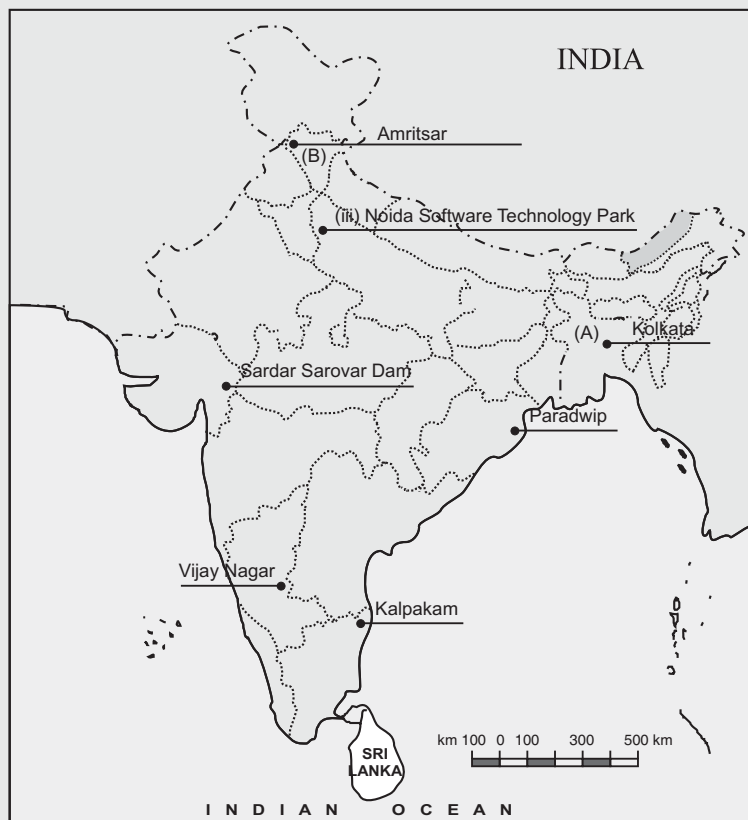 INDIA
Amritsar
(B)
(iii) Noida Software Technology Park
(A) Kolkata
Sardar Sarovar Dam
Paradwip
Vijay Nagar
Kalpakam
km 100 0 100 300 500 km
SRI
LANKA
INDIAN OCEAN